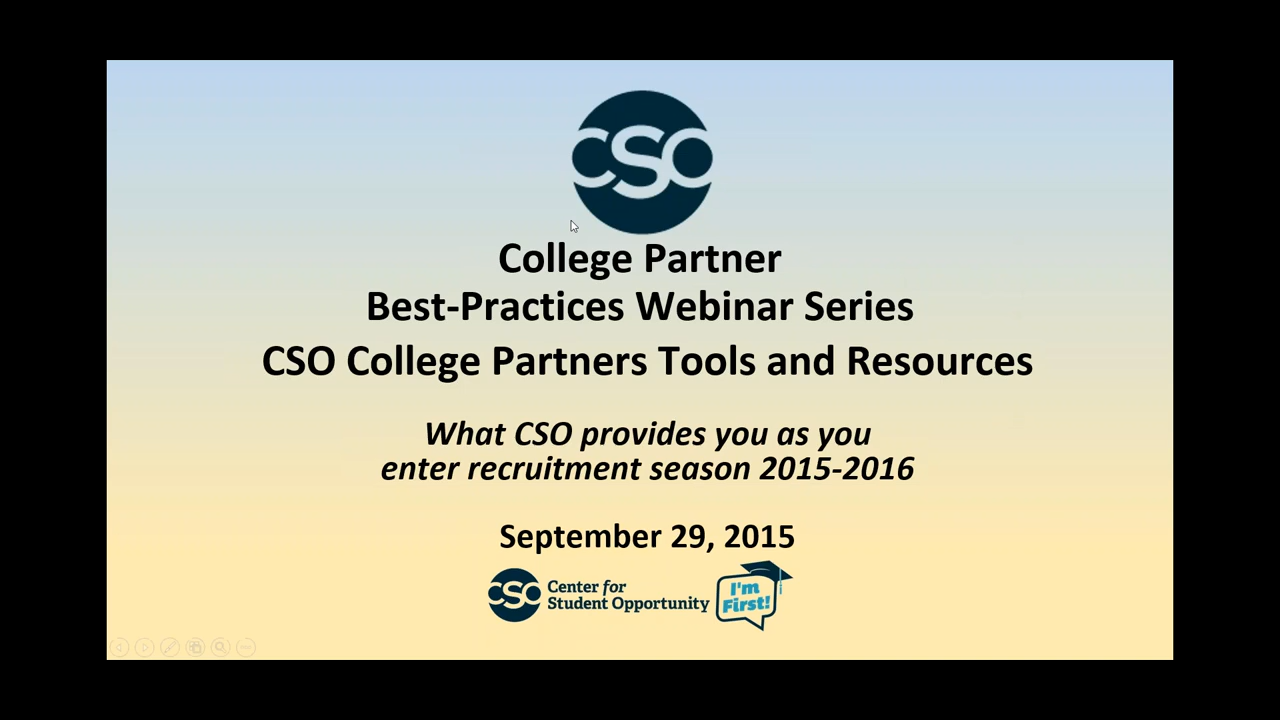 CSO
College Partner
Best-Practices Webinar Series
CSO College Partners Tools and Resources
What CSO provides you as you
enter recruitment season 2015-2016
September 29, 2015
CSO Center for
Student Opportunity
I'm
First!